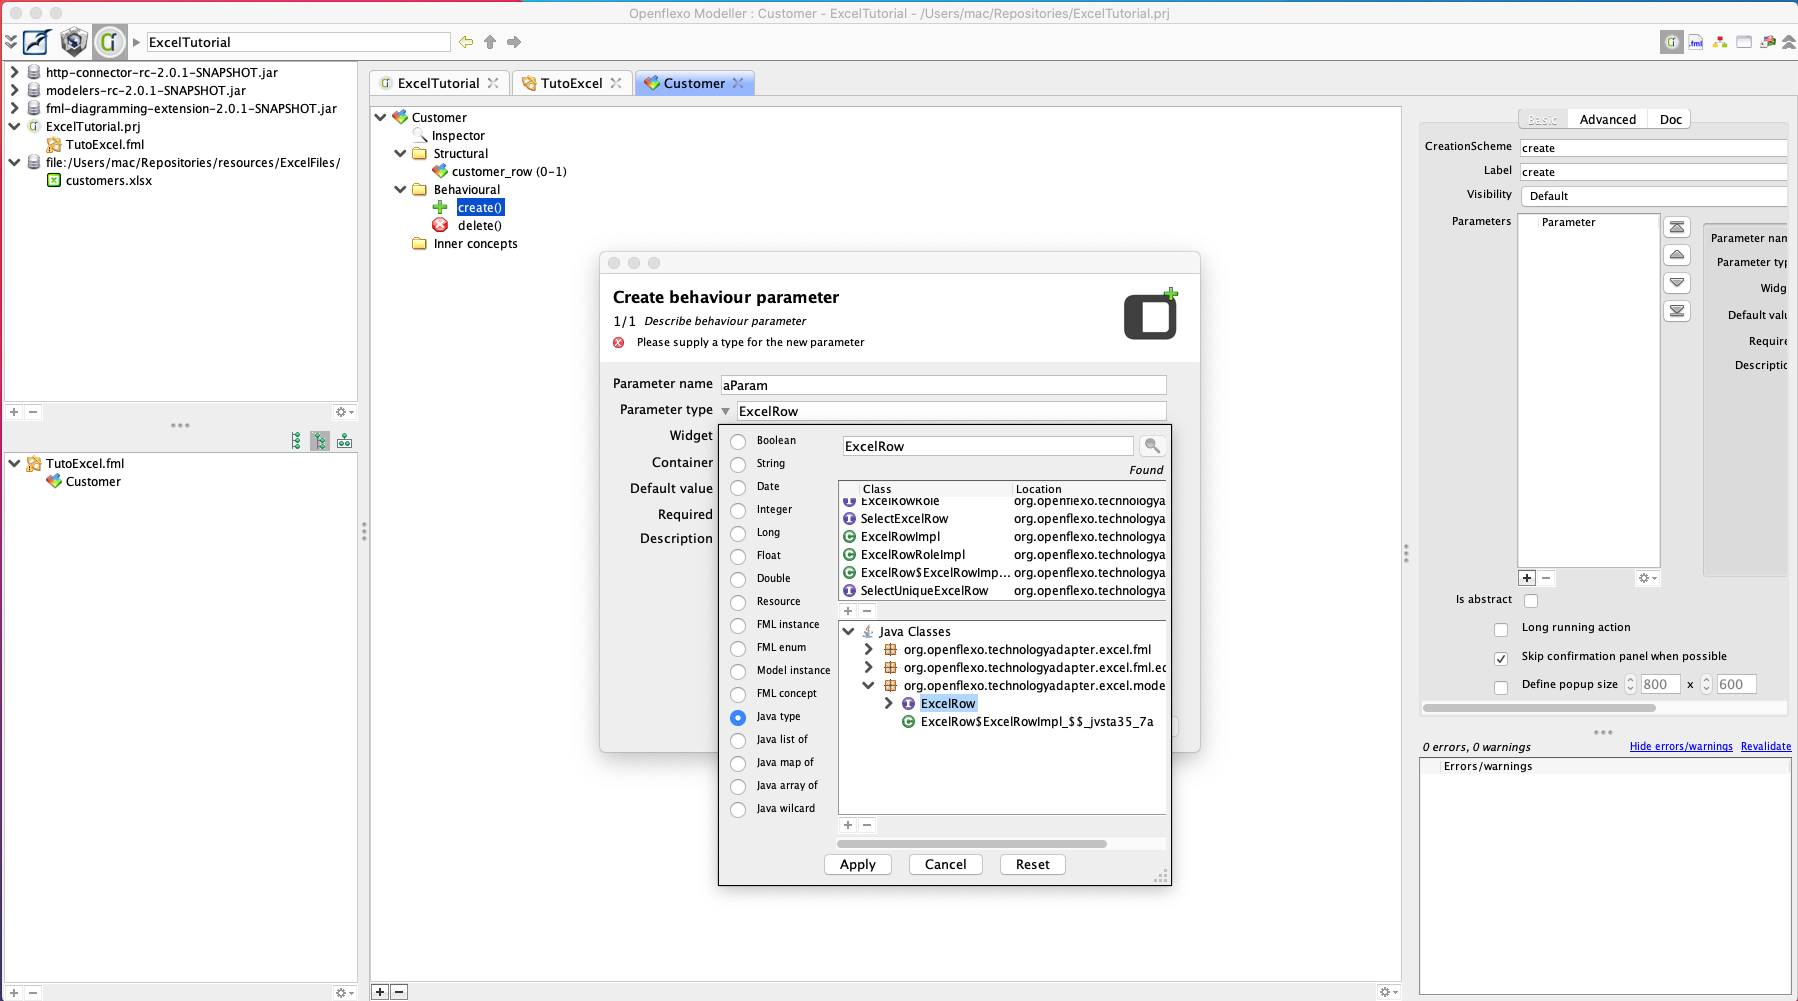 Openflexo Modeller : Customer - ExcelTutorial - /Users/mac/Repositories/ExcelTutorial.prj
ExcelTutorial
http-connector-rc-2.0.1-SNAPSHOT.jar
modelers-rc-2.0.1-SNAPSHOT.jar
fml-diagramming-extension-2.0.1-SNAPSHOT.jar
ExcelTutorial.prj
TutoExcel.fml
file:/Users/mac/Repositories/resources/ExcelFiles/
customers.xlsx
TutoExcel.fml
Customer
ExcelTutorial
TutoExcel
Customer
Customer
Inspector
Structural
customer_row (0-1)
Behavioural
create()
delete()
Inner concepts
Create behaviour parameter
1/1 Describe behaviour parameter
Please supply a type for the new parameter
Parameter name aParam
Parameter type ExcelRow
Widget
Container
Default value
Required
Description
Boolean
String
Date
Integer
Long
Float
Double
Resource
FML instance
FML enum
Model instance
FML concept
Java type
Java list of
Java map of
Java array of
Java wilcard
ExcelRow
Found
Class Location
ExcelRowRole org.openflexo.technologya
SelectExcelRow org.openflexo.technologya
ExcelRowImpl org.openflexo.technologya
ExcelRowRoleImpl org.openflexo.technologya
ExcelRow$ExcelRowImp... org.openflexo.technologya
SelectUniqueExcelRow org.openflexo.technologya
Java Classes
org.openflexo.technologyadapter.excel.fml
org.openflexo.technologyadapter.excel.fml.ec
org.openflexo.technologyadapter.excel.mode
ExcelRow
ExcelRow$ExcelRowImpl_$$_jvsta35_7a
Apply Cancel Reset
Basic Advanced Doc
CreationScheme create
Label create
Visibility Default
Parameters Parameter
Parameter nam
Parameter typ
Widg
Default valu
Require
Descriptio
Is abstract
Long running action
Skip confirmation panel when possible
Define popup size 800 x 600
0 errors, 0 warnings Hide errors/warnings Revalidate
Errors/warnings